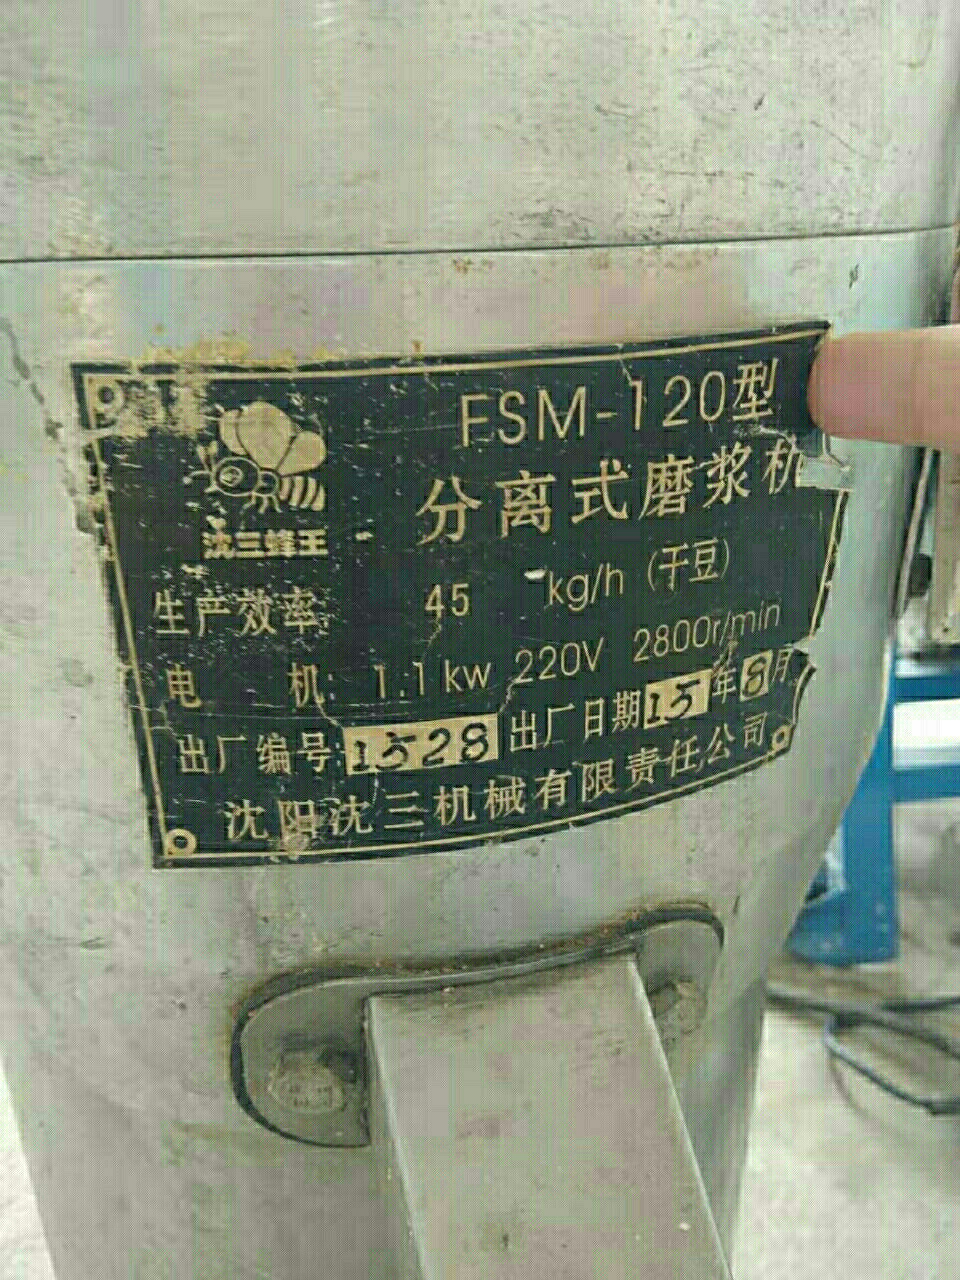 FSM-120型
分离式磨浆机
沈三蜂王
生产效率: 45 kg/h (干豆)
电 机: 1.1kw 220V 2800r/min
出厂编号:1528 出厂日期15年8月
沈阳沈三机械有限责任公司